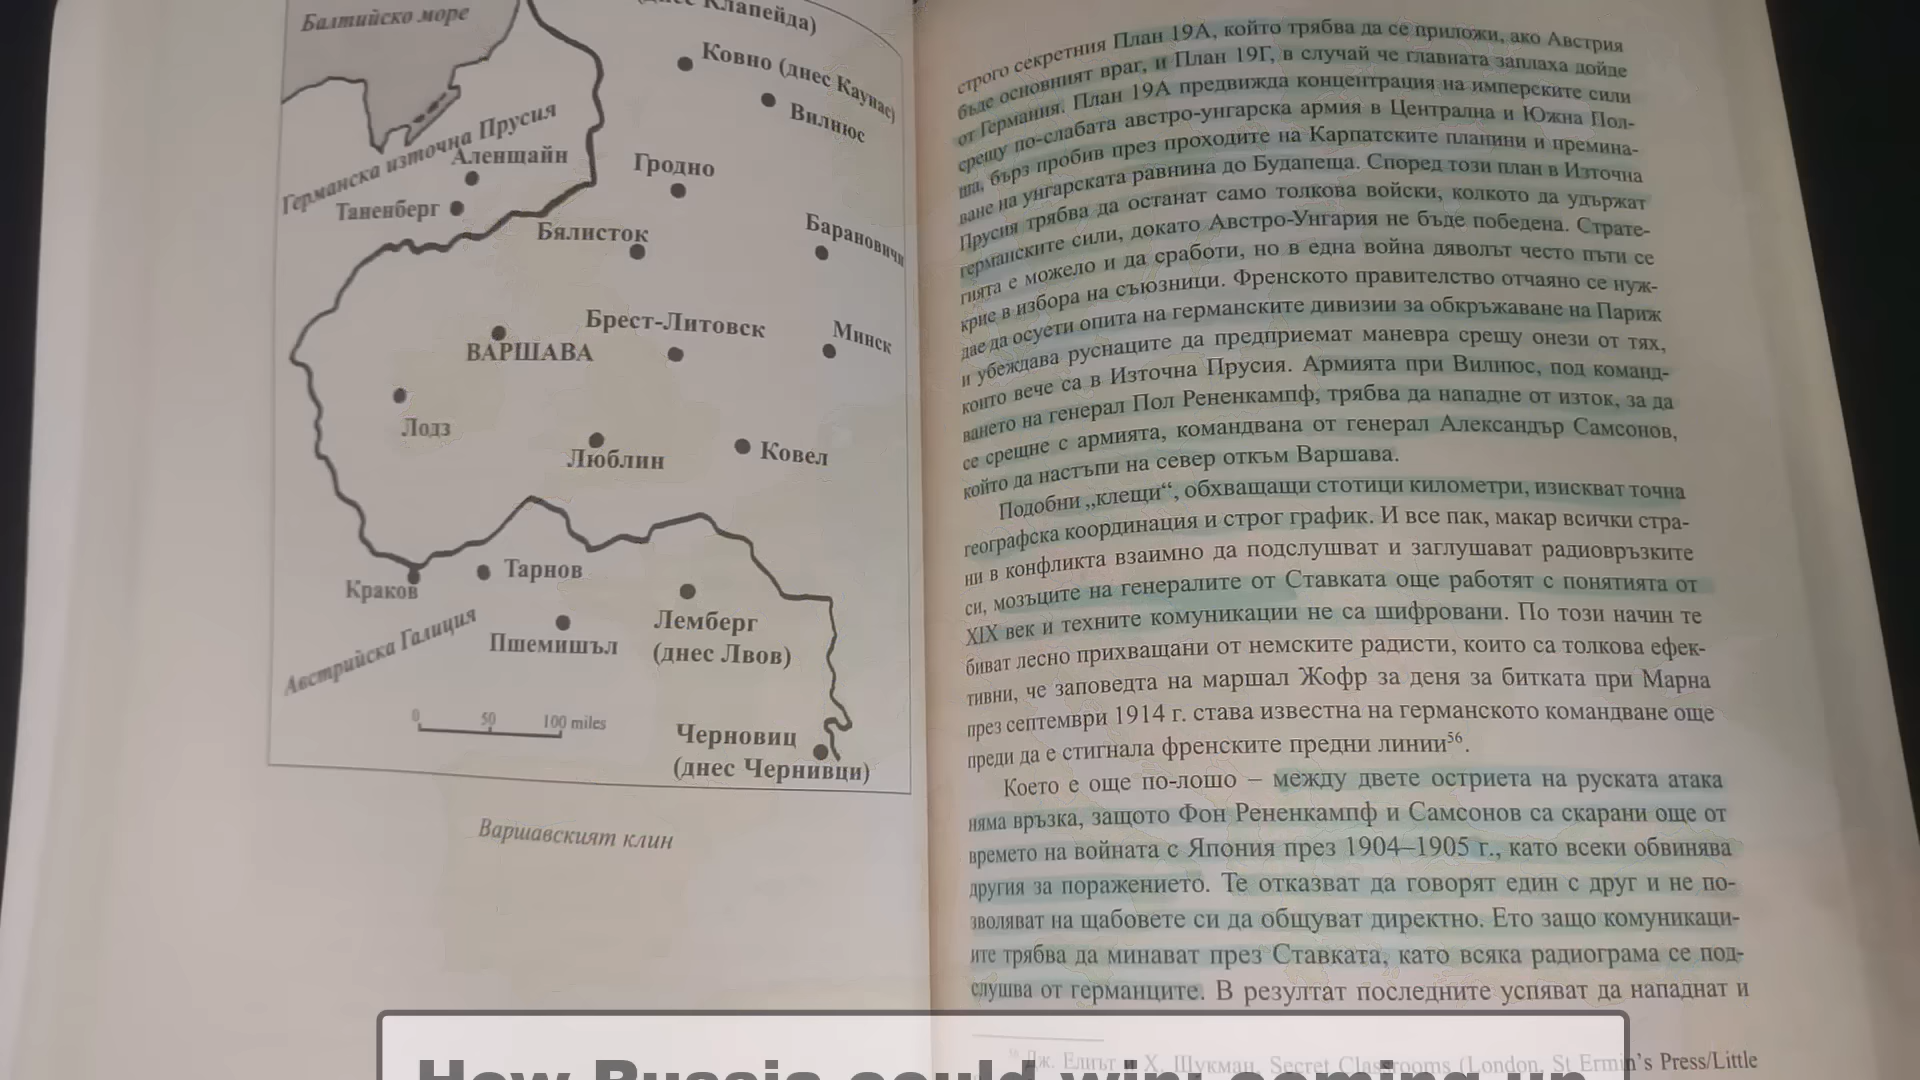 Балтийско море
(днес Клапейда)
Ковно (днес Каунас)
Вилнюс
Германска източна Прусия
Аленщайн
Гродно
Таненберг
Бялисток
Барановичи
Брест-Литовск
Минск
ВАРШАВА
Лодз
Люблин
Ковел
Краков
Тарнов
Австрийска Галиция
Пшемишъл
Лемберг
(днес Лвов)
0 50 100 miles
Черновиц
(днес Чернивци)
Варшавският клин
строго секретния План 19А, който трябва да се приложи, ако Австрия
бъде основният враг, и План 19Г, в случай че главната заплаха дойде
от Германия. План 19А предвижда концентрация на имперските сили
срещу по-слабата австро-унгарска армия в Централна и Южна Пол-
ша, бърз пробив през проходите на Карпатските планини и премина-
ване на унгарската равнина до Будапеща. Според този план в Източна
Прусия трябва да останат само толкова войски, колкото да удържат
германските сили, докато Австро-Унгария не бъде победена. Страте-
гията е можело и да сработи, но в една война дяволът често пъти се
крие в избора на съюзници. Френското правителство отчаяно се нуж-
дае да осуети опита на германските дивизии за обкръжаване на Париж
и убеждава руснаците да предприемат маневра срещу онези от тях,
които вече са в Източна Прусия. Армията при Вилнюс, под команд-
ването на генерал Пол Рененкампф, трябва да нападне от изток, за да
се срещне с армията, командвана от генерал Александър Самсонов,
който да настъпи на север откъм Варшава.
Подобни „клещи“, обхващащи стотици километри, изискват точна
географска координация и строг график. И все пак, макар всички стра-
ни в конфликта взаимно да подслушват и заглушават радиовръзките
си, мозъците на генералите от Ставката още работят с понятията от
XIX век и техните комуникации не са шифровани. По този начин те
биват лесно прихващани от немските радисти, които са толкова ефек-
тивни, че заповедта на маршал Жофр за деня за битката при Марна
през септември 1914 г. става известна на германското командване още
преди да е стигнала френските предни линии56.
Което е още по-лошо – между двете остриета на руската атака
няма връзка, защото Фон Рененкампф и Самсонов са скарани още от
времето на войната с Япония през 1904–1905 г., като всеки обвинява
другия за поражението. Те отказват да говорят един с друг и не по-
зволяват на щабовете си да общуват директно. Ето защо комуникаци-
ите трябва да минават през Ставката, като всяка радиограма се под-
слушва от германците. В резултат последните успяват да нападнат и
Дж. Елиът и Х. Шукман, Secret Classrooms (London, St Ermin's Press/Little
How Russia could win: coming up